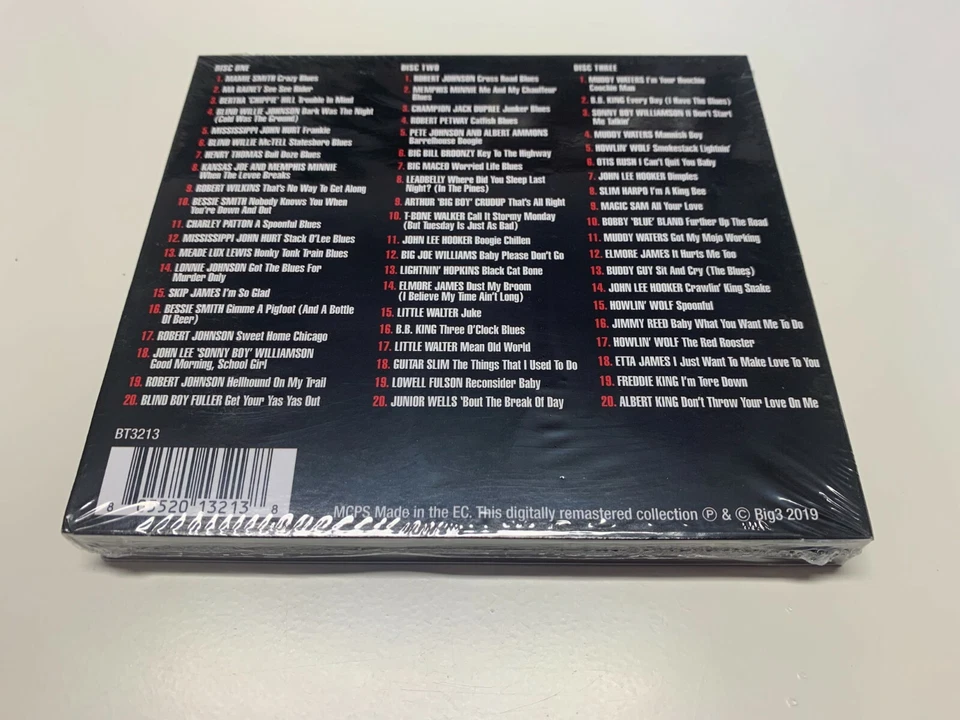 DISC ONE
1. MAMIE SMITH Crazy Blues
2. MA RAINEY See See Rider
3. BERTHA 'CHIPPIE' HILL Trouble In Mind
4. BLIND WILLIE JOHNSON Dark Was The Night
(Cold Was The Ground)
5. MISSISSIPPI JOHN HURT Frankie
6. BLIND WILLIE McTELL Statesboro Blues
7. HENRY THOMAS Bull Doze Blues
8. KANSAS JOE AND MEMPHIS MINNIE
When The Levee Breaks
9. ROBERT WILKINS That's No Way To Get Along
10. BESSIE SMITH Nobody Knows You When
You're Down And Out
11. CHARLEY PATTON A Spoonful Blues
12. MISSISSIPPI JOHN HURT Stack O'Lee Blues
13. MEADE LUX LEWIS Honky Tonk Train Blues
14. LONNIE JOHNSON Got The Blues For
Murder Only
15. SKIP JAMES I'm So Glad
16. BESSIE SMITH Gimme A Pigfoot (And A Bottle
Of Beer)
17. ROBERT JOHNSON Sweet Home Chicago
18. JOHN LEE 'SONNY BOY' WILLIAMSON
Good Morning, School Girl
19. ROBERT JOHNSON Hellhound On My Trail
20. BLIND BOY FULLER Get Your Yas Yas Out
DISC TWO
1. ROBERT JOHNSON Cross Road Blues
2. MEMPHIS MINNIE Me And My Chauffeur
Blues
3. CHAMPION JACK DUPREE Junker Blues
4. ROBERT PETWAY Catfish Blues
5. PETE JOHNSON AND ALBERT AMMONS
Barrelhouse Boogie
6. BIG BILL BROONZY Key To The Highway
7. BIG MACEO Worried Life Blues
8. LEADBELLY Where Did You Sleep Last
Night? (In The Pines)
9. ARTHUR 'BIG BOY' CRUDUP That's All Right
10. T-BONE WALKER Call It Stormy Monday
(But Tuesday Is Just As Bad)
11. JOHN LEE HOOKER Boogie Chillen
12. BIG JOE WILLIAMS Baby Please Don't Go
13. LIGHTNIN' HOPKINS Black Cat Bone
14. ELMORE JAMES Dust My Broom
(I Believe My Time Ain't Long)
15. LITTLE WALTER Juke
16. B.B. KING Three O'Clock Blues
17. LITTLE WALTER Mean Old World
18. GUITAR SLIM The Things That I Used To Do
19. LOWELL FULSON Reconsider Baby
20. JUNIOR WELLS 'Bout The Break Of Day
DISC THREE
1. MUDDY WATERS I'm Your Hoochie
Coochie Man
2. B.B. KING Every Day (I Have The Blues)
3. SONNY BOY WILLIAMSON II Don't Start
Me Talkin'
4. MUDDY WATERS Mannish Boy
5. HOWLIN' WOLF Smokestack Lightnin'
6. OTIS RUSH I Can't Quit You Baby
7. JOHN LEE HOOKER Dimples
8. SLIM HARPO I'm A King Bee
9. MAGIC SAM All Your Love
10. BOBBY 'BLUE' BLAND Further Up The Road
11. MUDDY WATERS Got My Mojo Working
12. ELMORE JAMES It Hurts Me Too
13. BUDDY GUY Sit And Cry (The Blues)
14. JOHN LEE HOOKER Crawlin' King Snake
15. HOWLIN' WOLF Spoonful
16. JIMMY REED Baby What You Want Me To Do
17. HOWLIN' WOLF The Red Rooster
18. ETTA JAMES I Just Want To Make Love To You
19. FREDDIE KING I'm Tore Down
20. ALBERT KING Don't Throw Your Love On Me
BT3213
8 05520 13213 8
MCPS Made in the EC. This digitally remastered collection ℗ & © Big3 2019